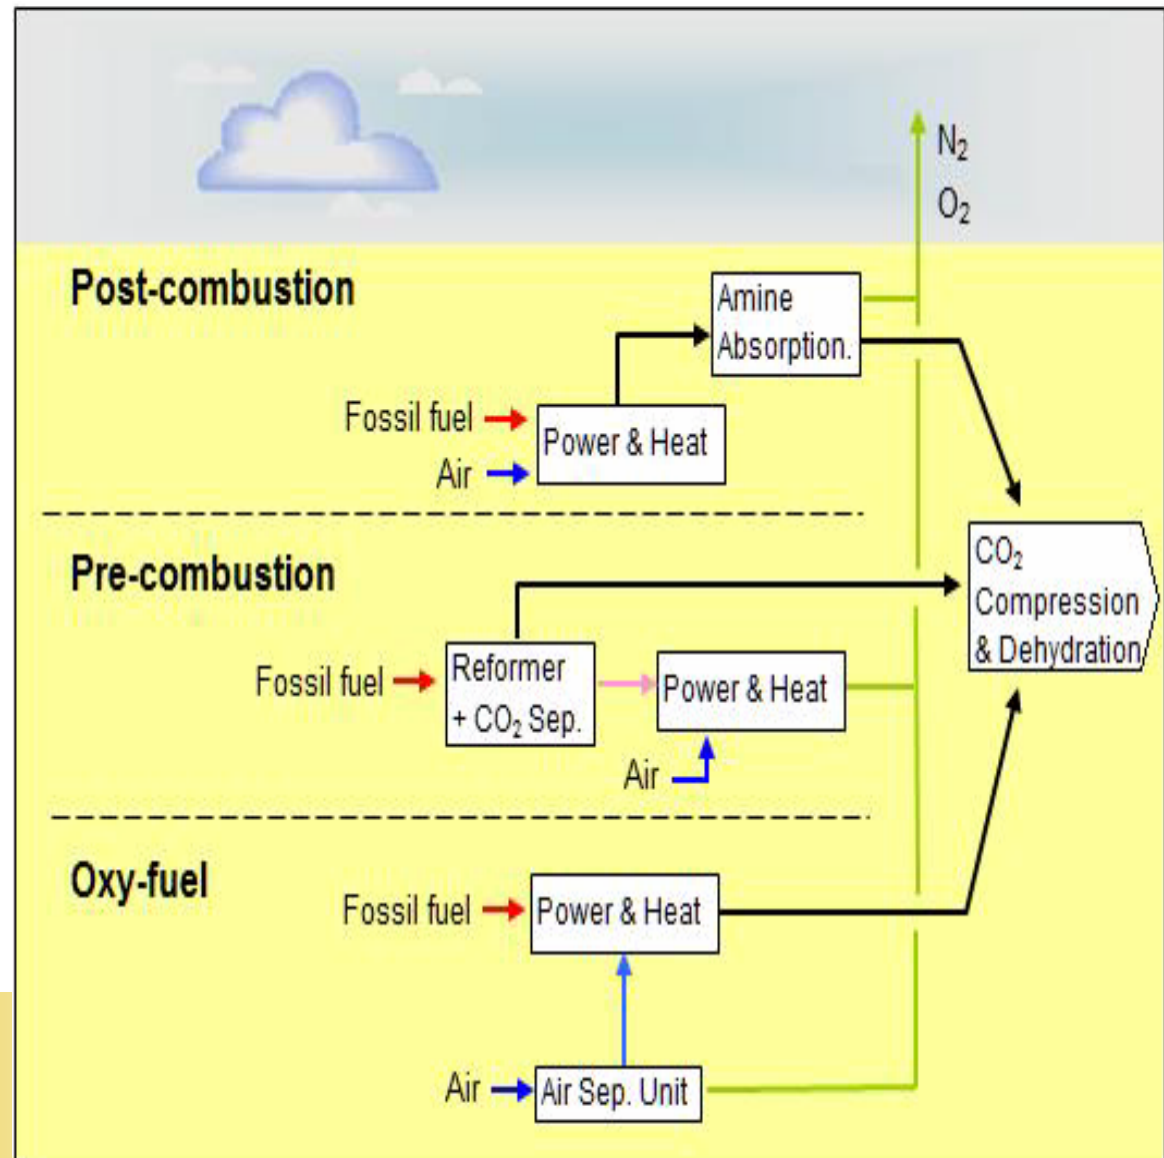 N₂
O₂
Post-combustion
Amine
Absorption.
Fossil fuel
Power & Heat
Air
CO₂
Compression
& Dehydration
Pre-combustion
Fossil fuel
Reformer
+ CO₂ Sep.
Power & Heat
Air
Oxy-fuel
Fossil fuel
Power & Heat
Air
Air Sep. Unit